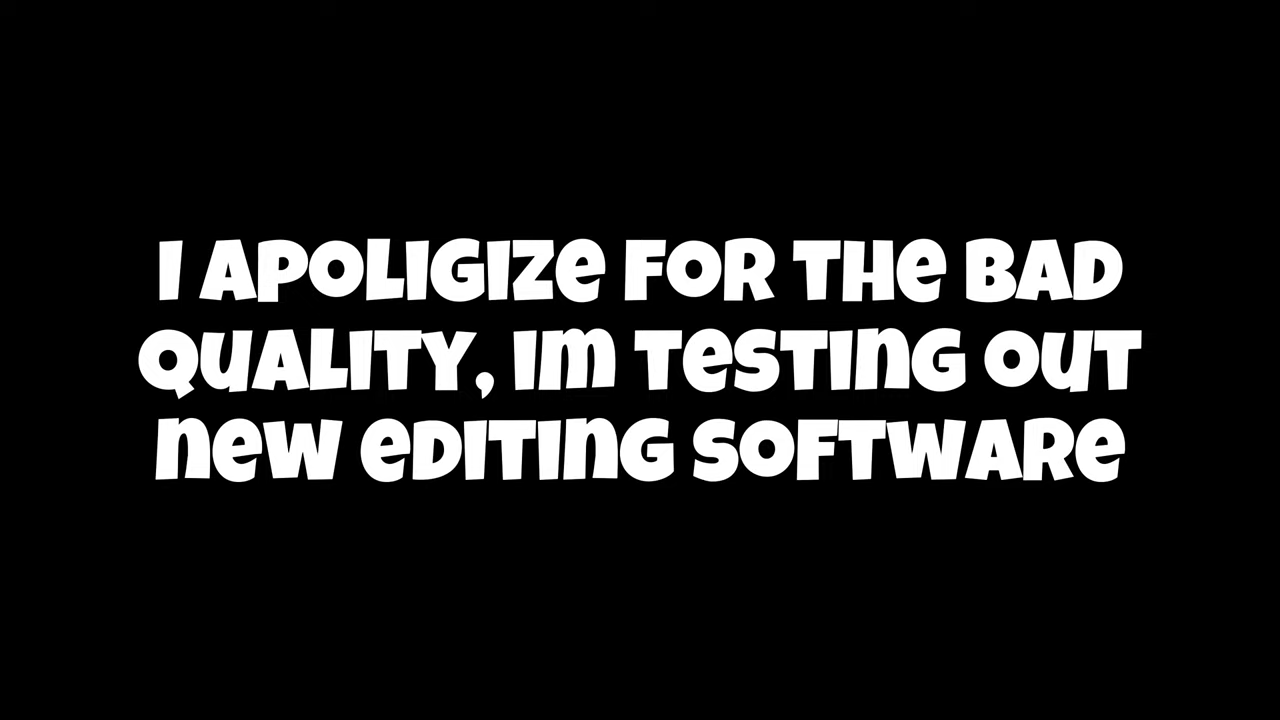 I APOLIGIZE FOR THE BAD
QUALITY, IM TESTING OUT
NEW EDITING SOFTWARE